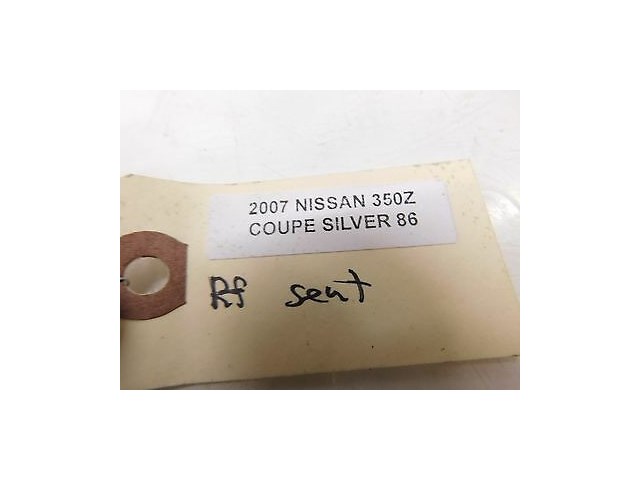 2007 NISSAN 350Z
COUPE SILVER 86
Rf seat